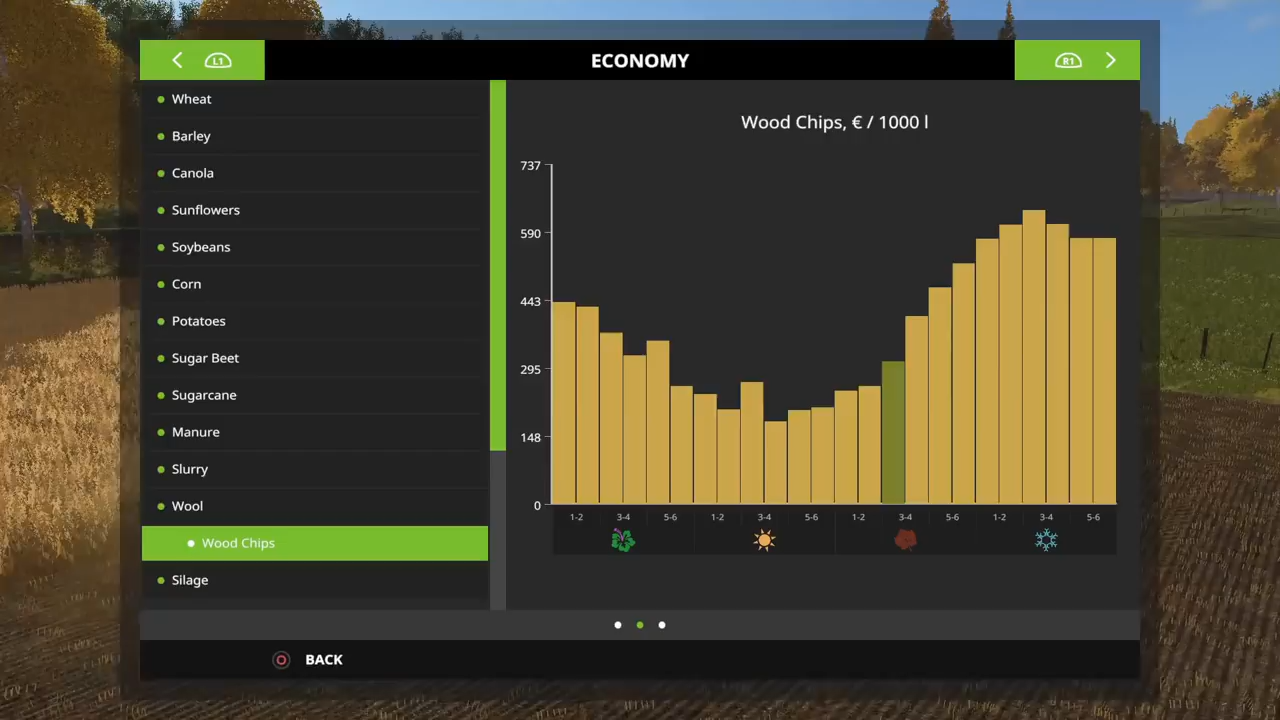 L1
ECONOMY
R1
Wheat
Barley
Canola
Sunflowers
Soybeans
Corn
Potatoes
Sugar Beet
Sugarcane
Manure
Slurry
Wool
Wood Chips
Silage
Wood Chips, € / 1000 l
737
590
443
295
148
0
1-2 3-4 5-6 1-2 3-4 5-6 1-2 3-4 5-6 1-2 3-4 5-6
BACK